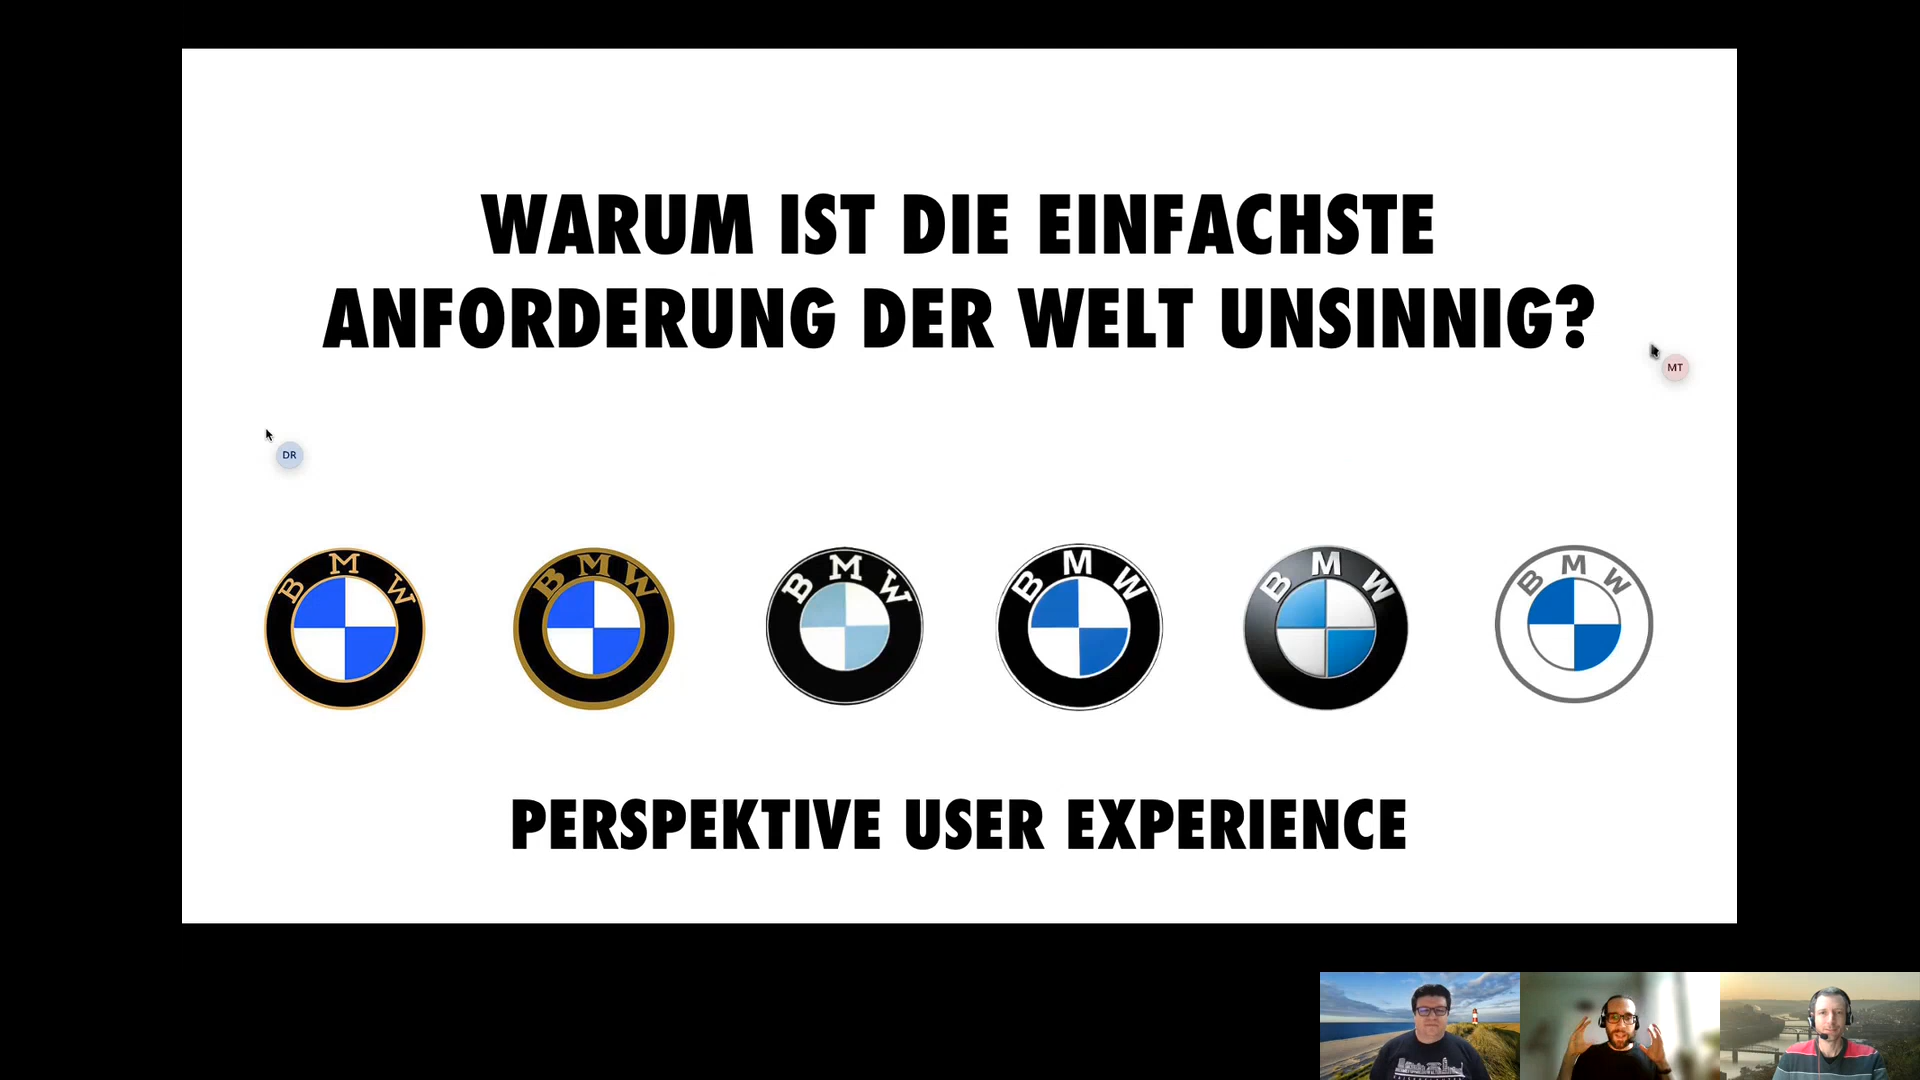 WARUM IST DIE EINFACHSTE
ANFORDERUNG DER WELT UNSINNIG?
MT
DR
BMW
BMW
BMW
BMW
BMW
BMW
PERSPEKTIVE USER EXPERIENCE